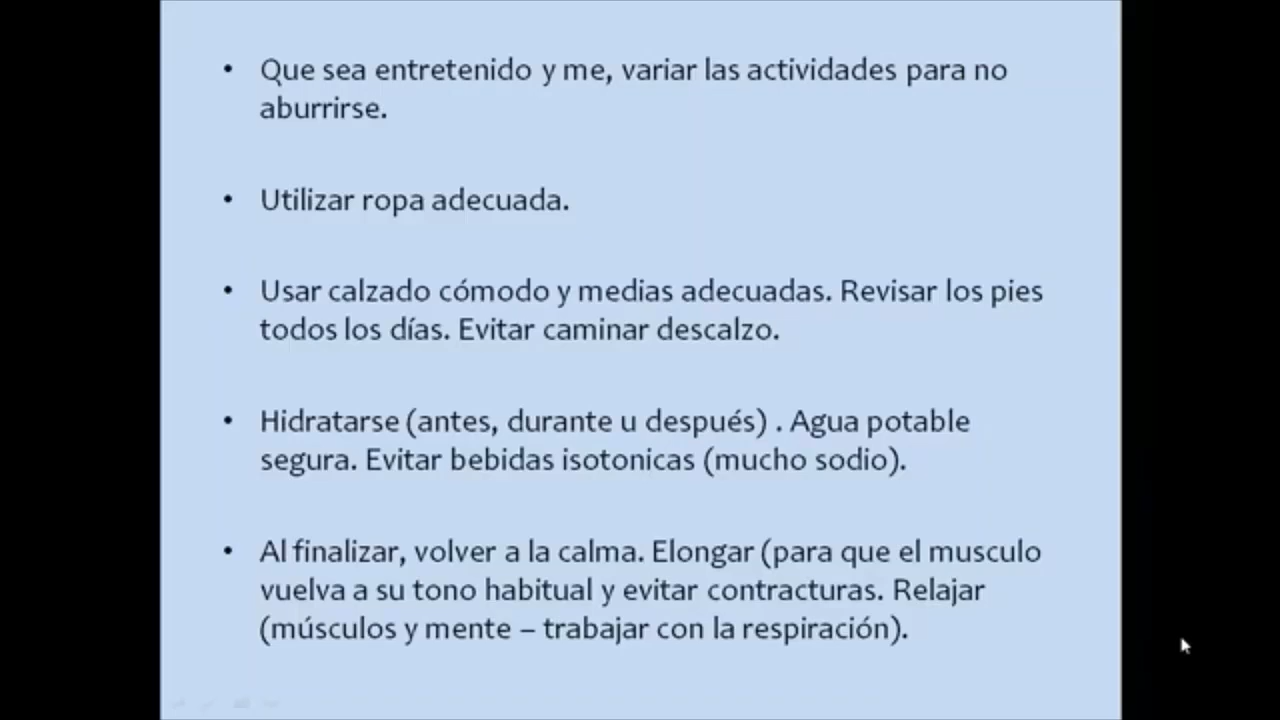 • Que sea entretenido y me, variar las actividades para no
aburrirse.
• Utilizar ropa adecuada.
• Usar calzado cómodo y medias adecuadas. Revisar los pies
todos los días. Evitar caminar descalzo.
• Hidratarse (antes, durante u después) . Agua potable
segura. Evitar bebidas isotonicas (mucho sodio).
• Al finalizar, volver a la calma. Elongar (para que el musculo
vuelva a su tono habitual y evitar contracturas. Relajar
(músculos y mente – trabajar con la respiración).